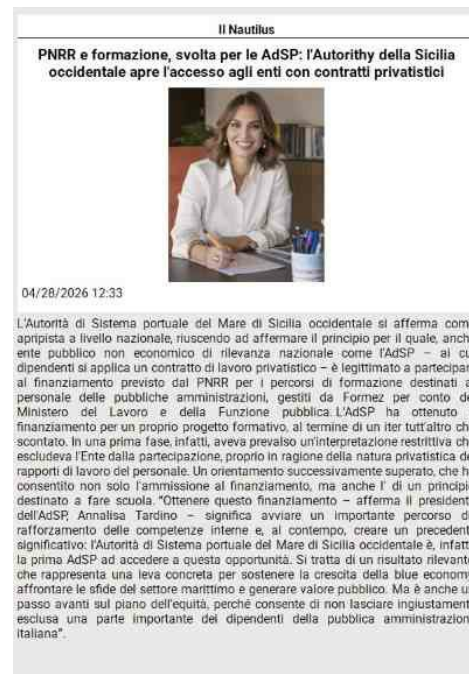 Il Nautilus
PNRR e formazione, svolta per le AdSP: l'Autorithy della Sicilia
occidentale apre l'accesso agli enti con contratti privatistici
04/28/2026 12:33
L'Autorità di Sistema portuale del Mare di Sicilia occidentale si afferma com
apripista a livello nazionale, riuscendo ad affermare il principio per il quale, anch
ente pubblico non economico di rilevanza nazionale come l'AdSP – ai cu
dipendenti si applica un contratto di lavoro privatistico – è legittimato a partecipar
al finanziamento previsto dal PNRR per i percorsi di formazione destinati a
personale delle pubbliche amministrazioni, gestiti da Formez per conto de
Ministero del Lavoro e della Funzione pubblica. L'AdSP ha ottenuto i
finanziamento per un proprio progetto formativo, al termine di un iter tutt'altro ch
scontato. In una prima fase, infatti, aveva prevalso un'interpretazione restrittiva ch
escludeva l'Ente dalla partecipazione, proprio in ragione della natura privatistica de
rapporti di lavoro del personale. Un orientamento successivamente superato, che h
consentito non solo l'ammissione al finanziamento, ma anche l' di un principi
destinato a fare scuola. "Ottenere questo finanziamento – afferma il president
dell'AdSP, Annalisa Tardino – significa avviare un importante percorso d
rafforzamento delle competenze interne e, al contempo, creare un precedent
significativo: l'Autorità di Sistema portuale del Mare di Sicilia occidentale è, infatt
la prima AdSP ad accedere a questa opportunità. Si tratta di un risultato rilevant
che rappresenta una leva concreta per sostenere la crescita della blue economy
affrontare le sfide del settore marittimo e generare valore pubblico. Ma è anche u
passo avanti sul piano dell'equità, perché consente di non lasciare ingiustament
esclusa una parte importante dei dipendenti della pubblica amministrazion
italiana".